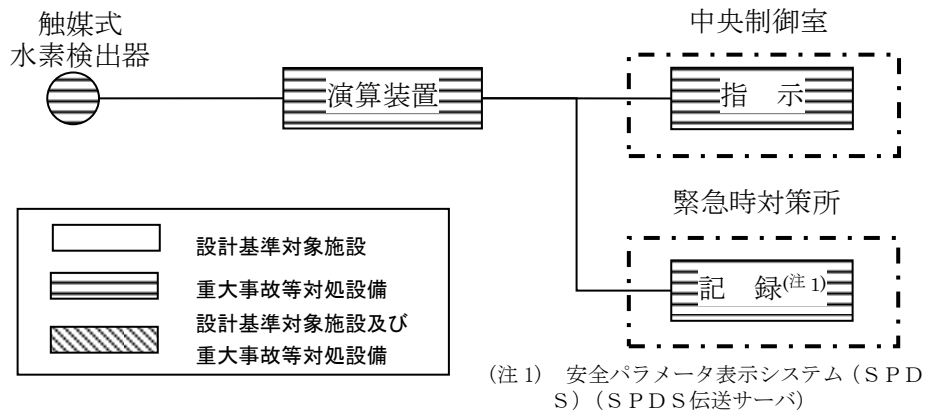 触媒式
水素検出器
演算装置
中央制御室
指　示
緊急時対策所
記　録(注 1)
設計基準対象施設
重大事故等対処設備
設計基準対象施設及び
重大事故等対処設備
(注 1)　安全パラメータ表示システム（ＳＰＤ
Ｓ）（ＳＰＤＳ伝送サーバ）